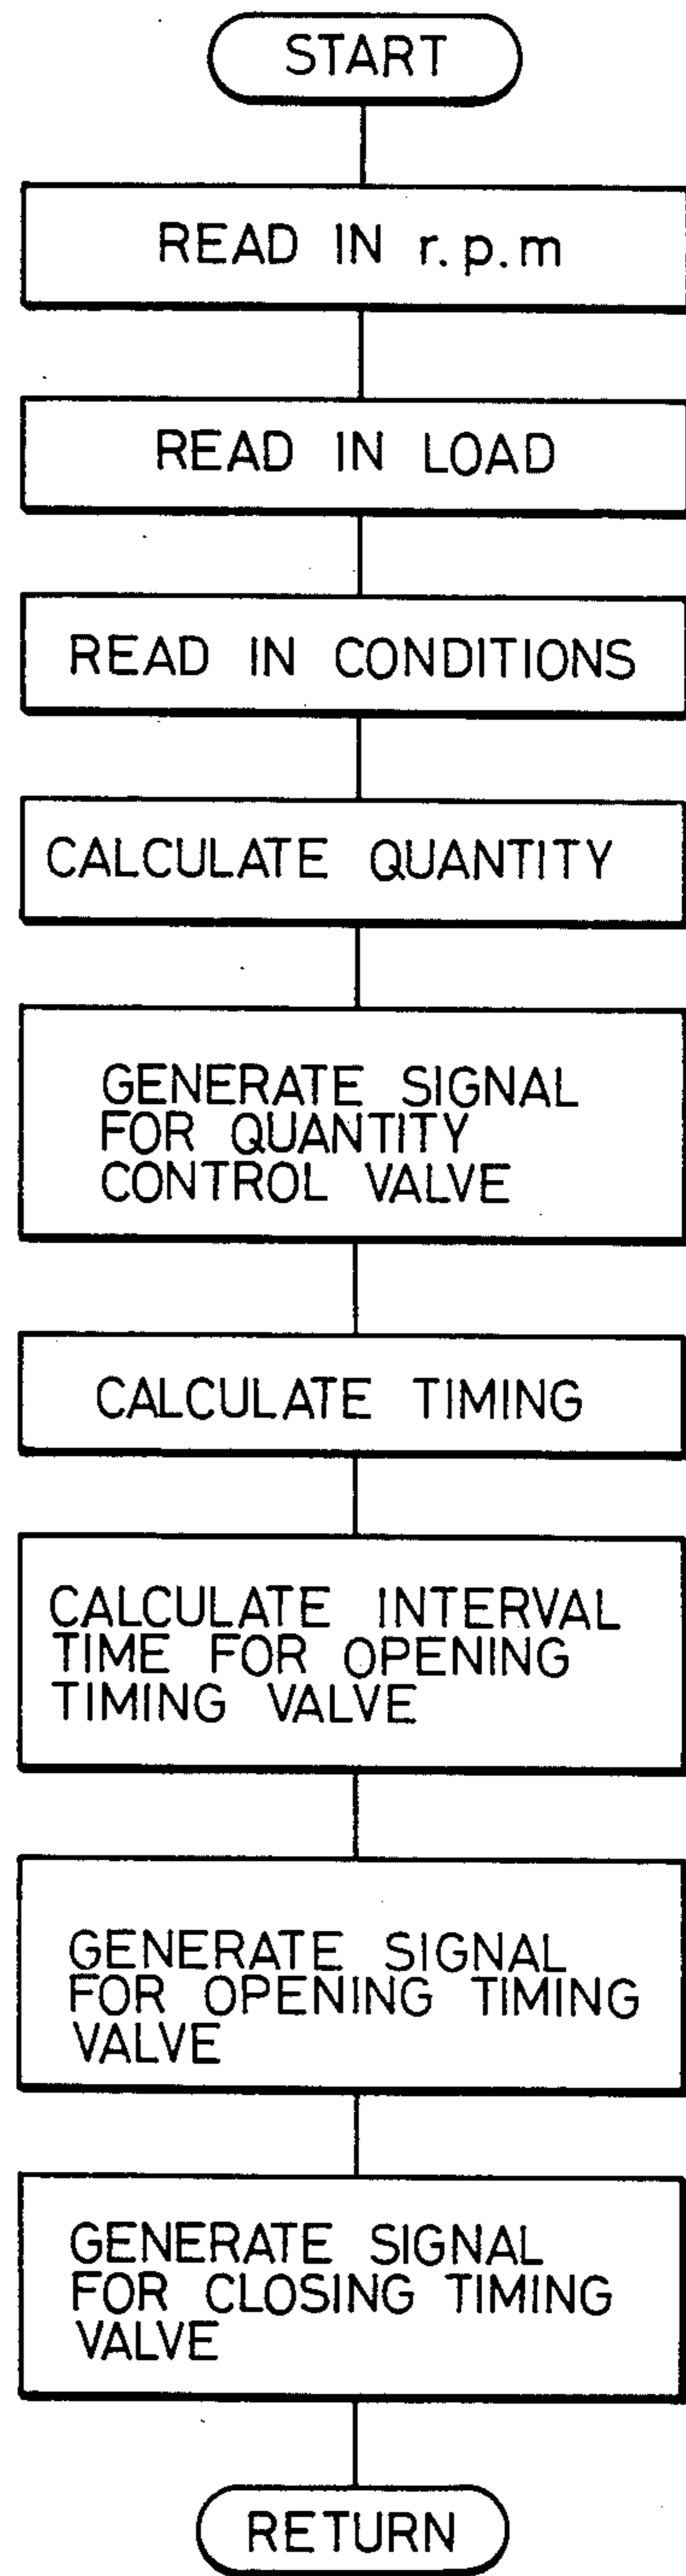 START
READ IN r.p.m
READ IN LOAD
READ IN CONDITIONS
CALCULATE QUANTITY
GENERATE SIGNAL
FOR QUANTITY
CONTROL VALVE
CALCULATE TIMING
CALCULATE INTERVAL
TIME FOR OPENING
TIMING VALVE
GENERATE SIGNAL
FOR OPENING TIMING
VALVE
GENERATE SIGNAL
FOR CLOSING TIMING
VALVE
RETURN